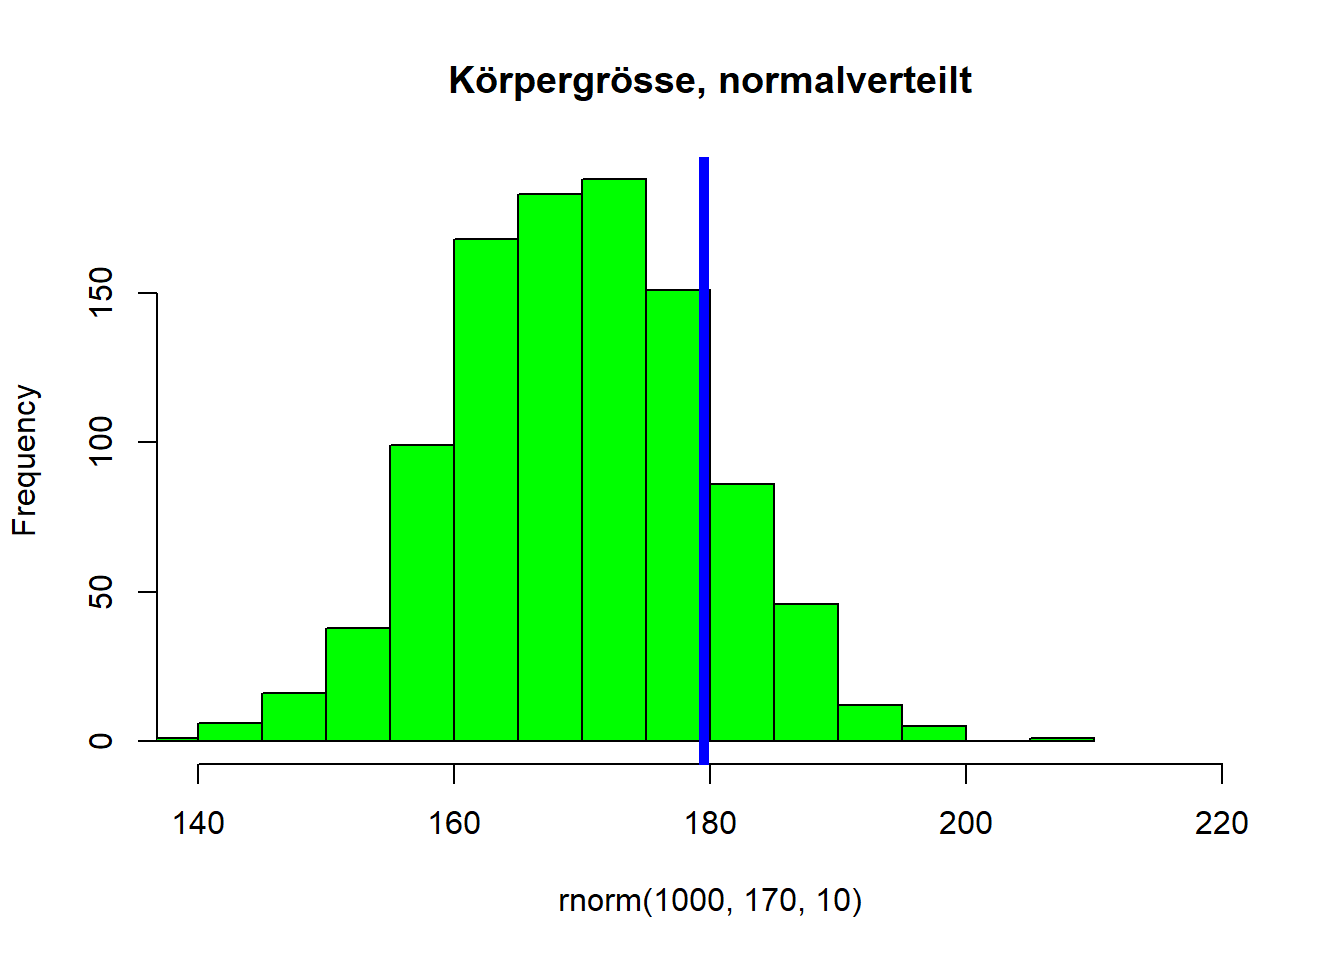 Körpergrösse, normalverteilt
Frequency
150
100
50
0
140 160 180 200 220
rnorm(1000, 170, 10)